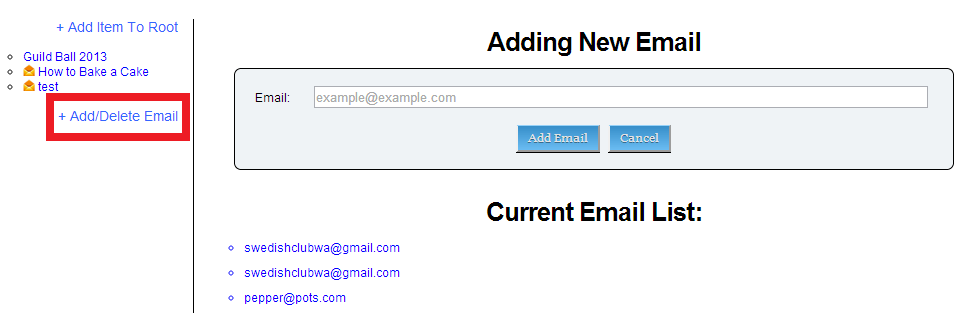 + Add Item To Root
Guild Ball 2013
How to Bake a Cake
test
+ Add/Delete Email
Adding New Email
Email: example@example.com
Add Email Cancel
Current Email List:
swedishclubwa@gmail.com
swedishclubwa@gmail.com
pepper@pots.com